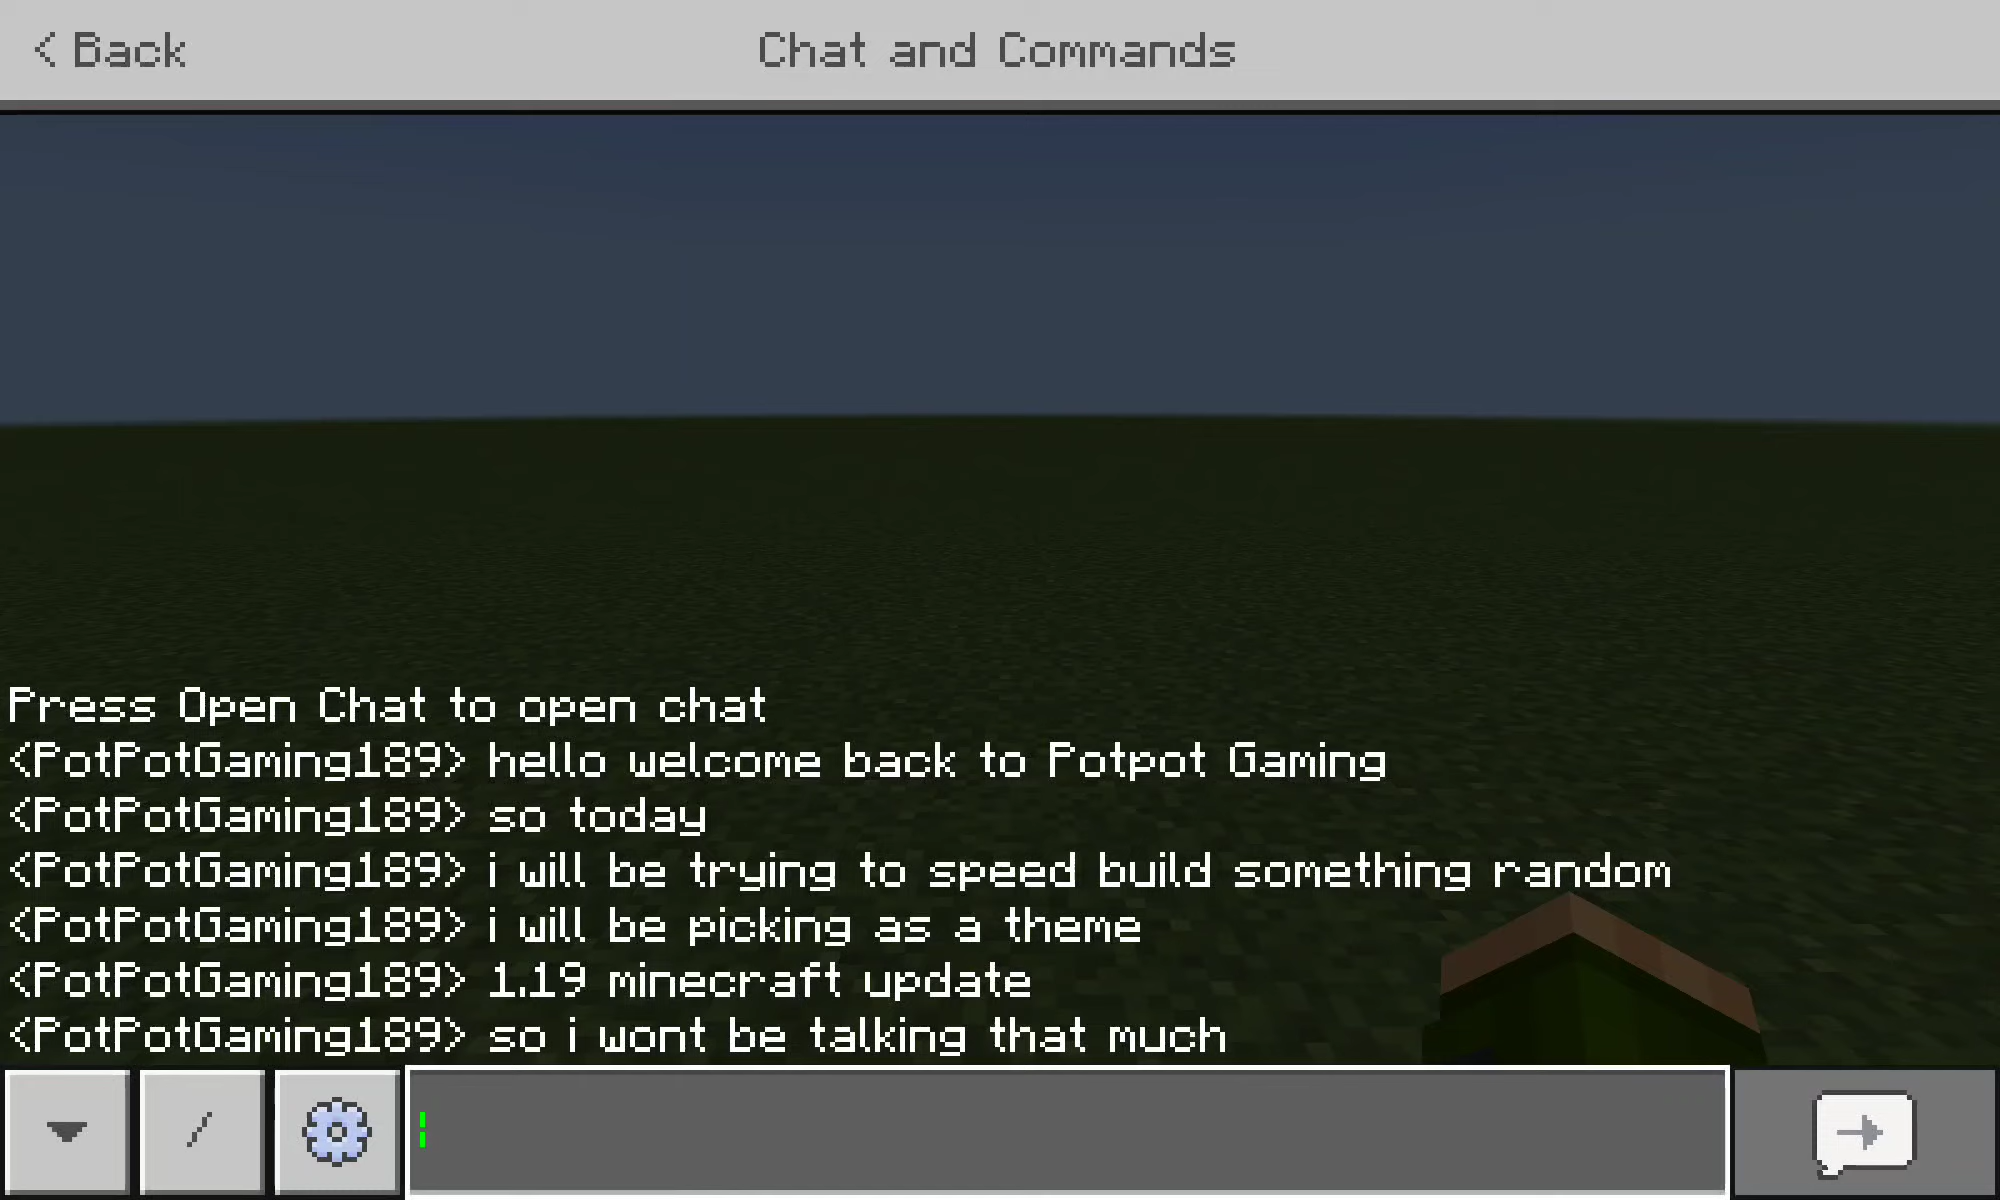 < Back
Chat and Commands
Press Open Chat to open chat
<PotPotGaming189> hello welcome back to Potpot Gaming
<PotPotGaming189> so today
<PotPotGaming189> i will be trying to speed build something random
<PotPotGaming189> i will be picking as a theme
<PotPotGaming189> 1.19 minecraft update
<PotPotGaming189> so i wont be talking that much
/